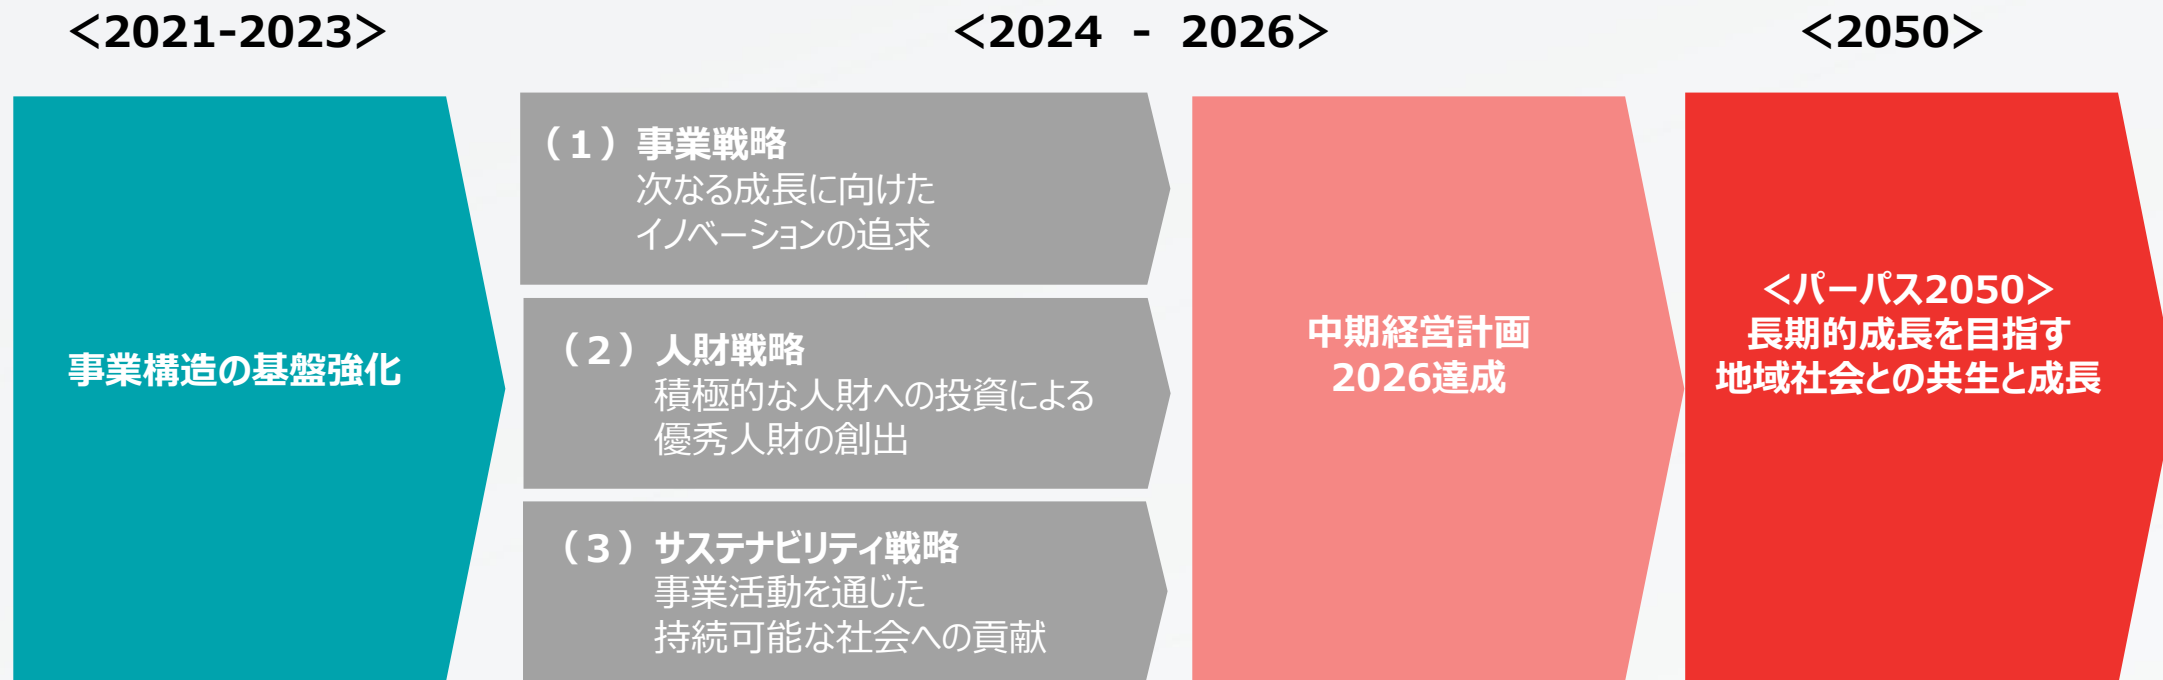 <2021-2023>
<2024 - 2026>
<2050>
事業構造の基盤強化
（１）事業戦略
次なる成長に向けた
イノベーションの追求
（２）人財戦略
積極的な人財への投資による
優秀人財の創出
（３）サステナビリティ戦略
事業活動を通じた
持続可能な社会への貢献
中期経営計画
2026達成
<パーパス2050>
長期的成長を目指す
地域社会との共生と成長